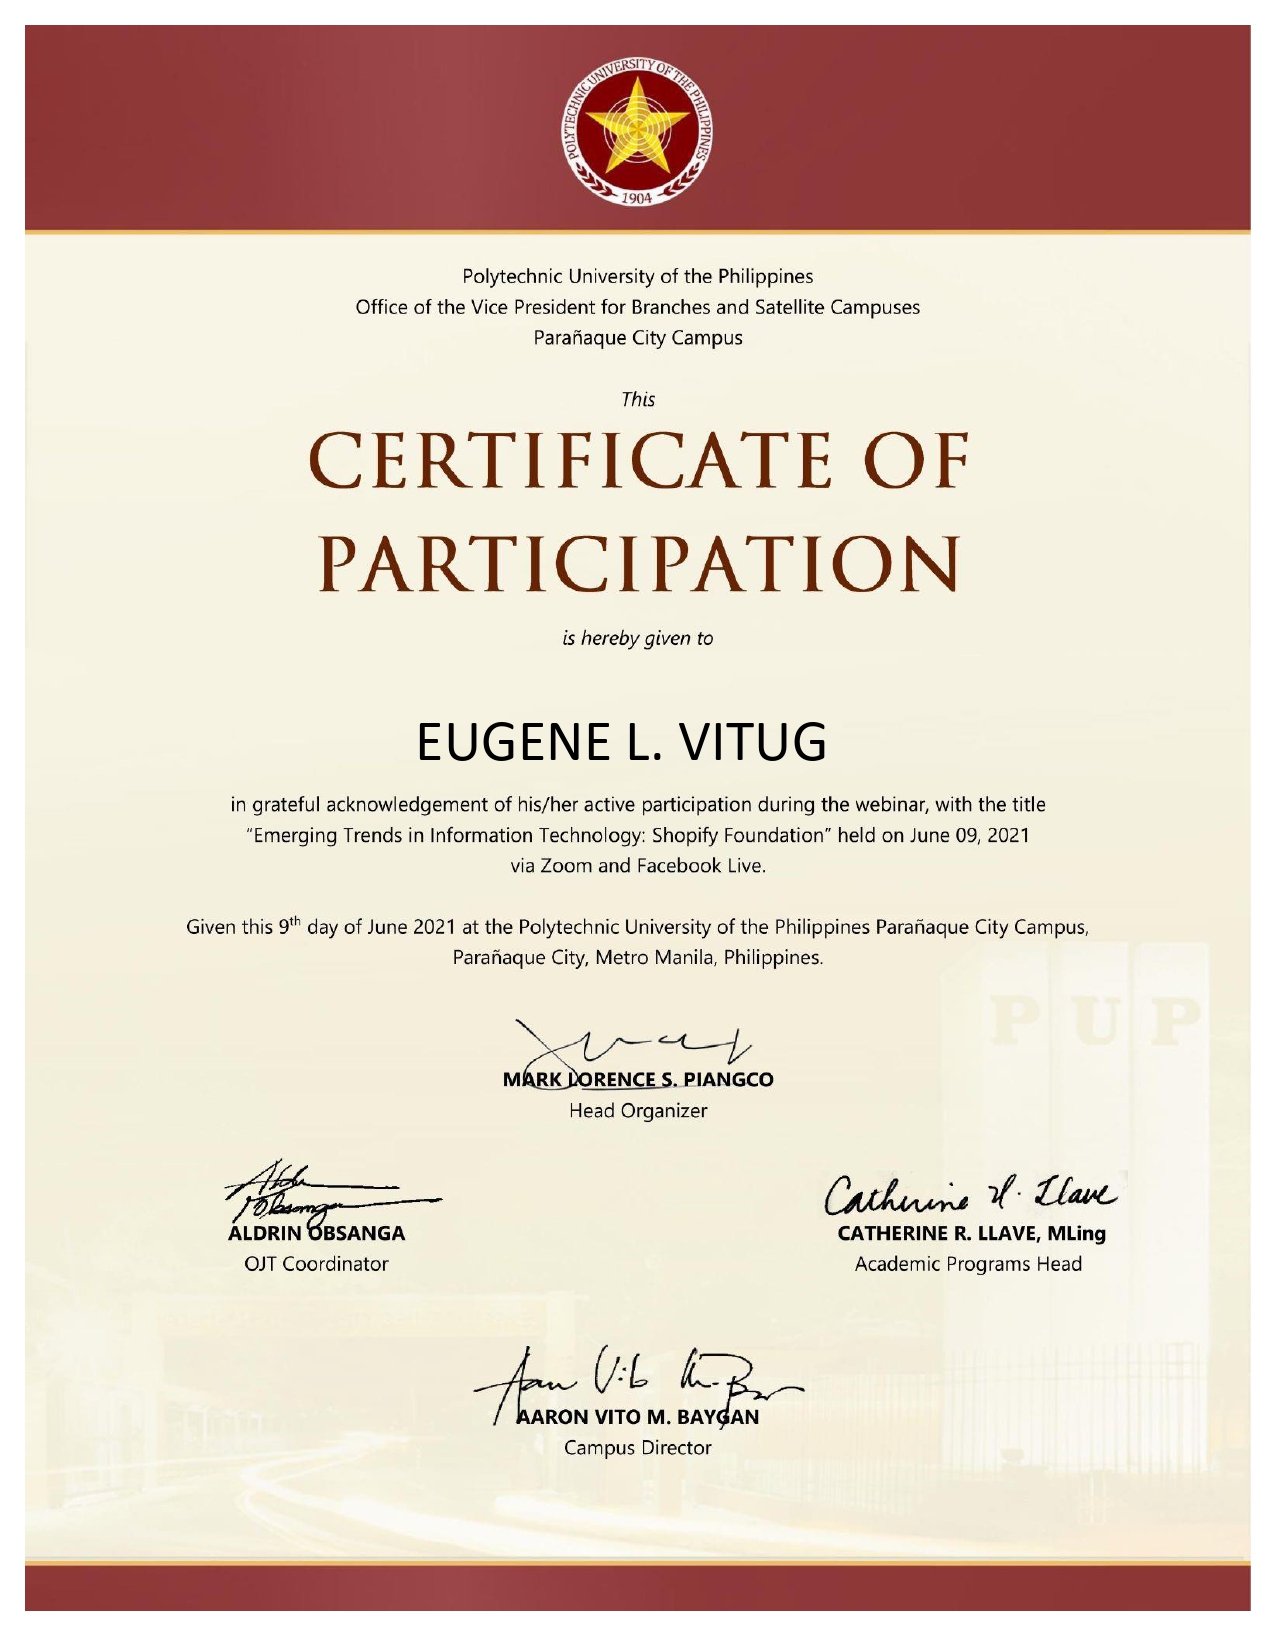 POLYTECHNIC UNIVERSITY OF THE PHILIPPINES
1904
Polytechnic University of the Philippines
Office of the Vice President for Branches and Satellite Campuses
Parañaque City Campus
This
CERTIFICATE OF
PARTICIPATION
is hereby given to
EUGENE L. VITUG
in grateful acknowledgement of his/her active participation during the webinar, with the title
“Emerging Trends in Information Technology: Shopify Foundation” held on June 09, 2021
via Zoom and Facebook Live.
Given this 9th day of June 2021 at the Polytechnic University of the Philippines Parañaque City Campus,
Parañaque City, Metro Manila, Philippines.
PUP
MARK LORENCE S. PIANGCO
Head Organizer
ALDRIN OBSANGA
OJT Coordinator
Catherine R. Llave
CATHERINE R. LLAVE, MLing
Academic Programs Head
AARON VITO M. BAYGAN
Campus Director